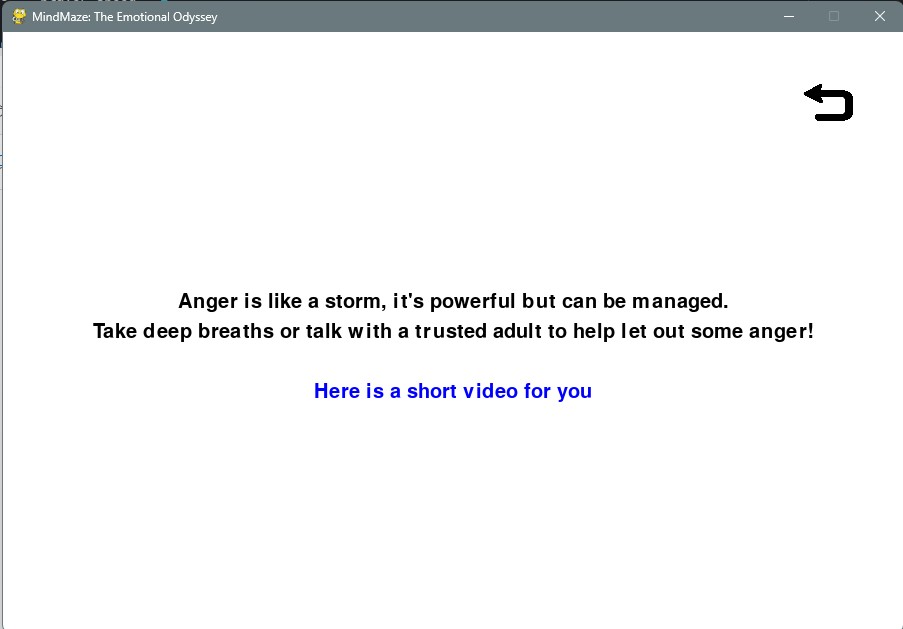 MindMaze: The Emotional Odyssey
Anger is like a storm, it's powerful but can be managed.
Take deep breaths or talk with a trusted adult to help let out some anger!
Here is a short video for you